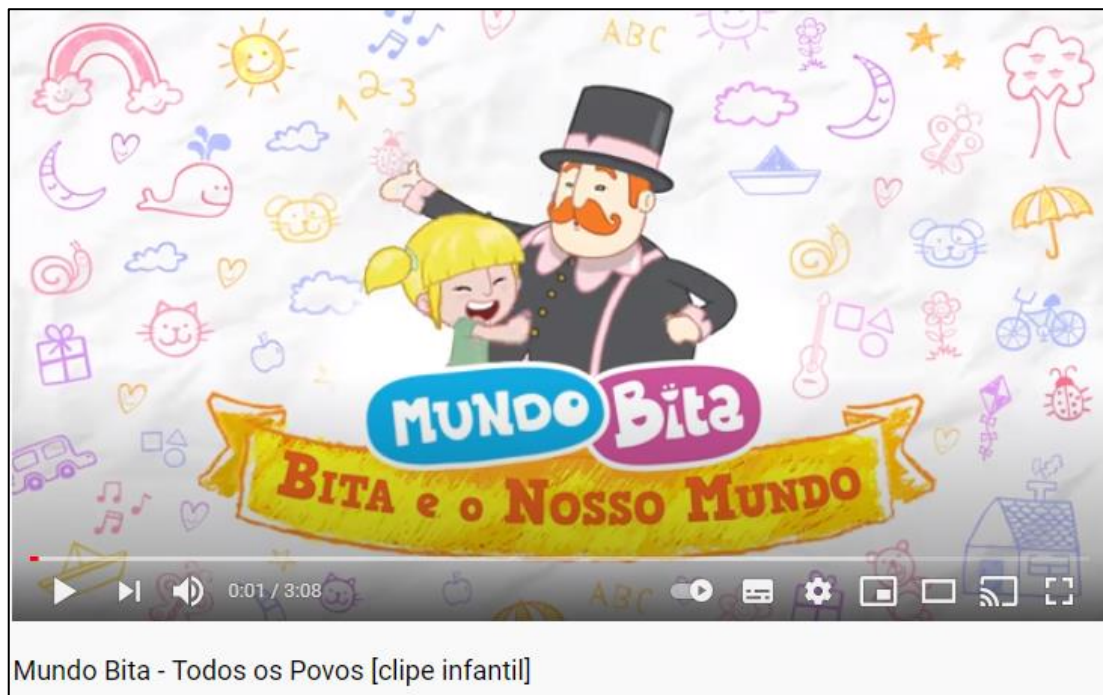 ABC
123
MUNDO Bita
BITA e o NOSSO MUNDO
ABC
0:01 / 3:08
Mundo Bita - Todos os Povos [clipe infantil]